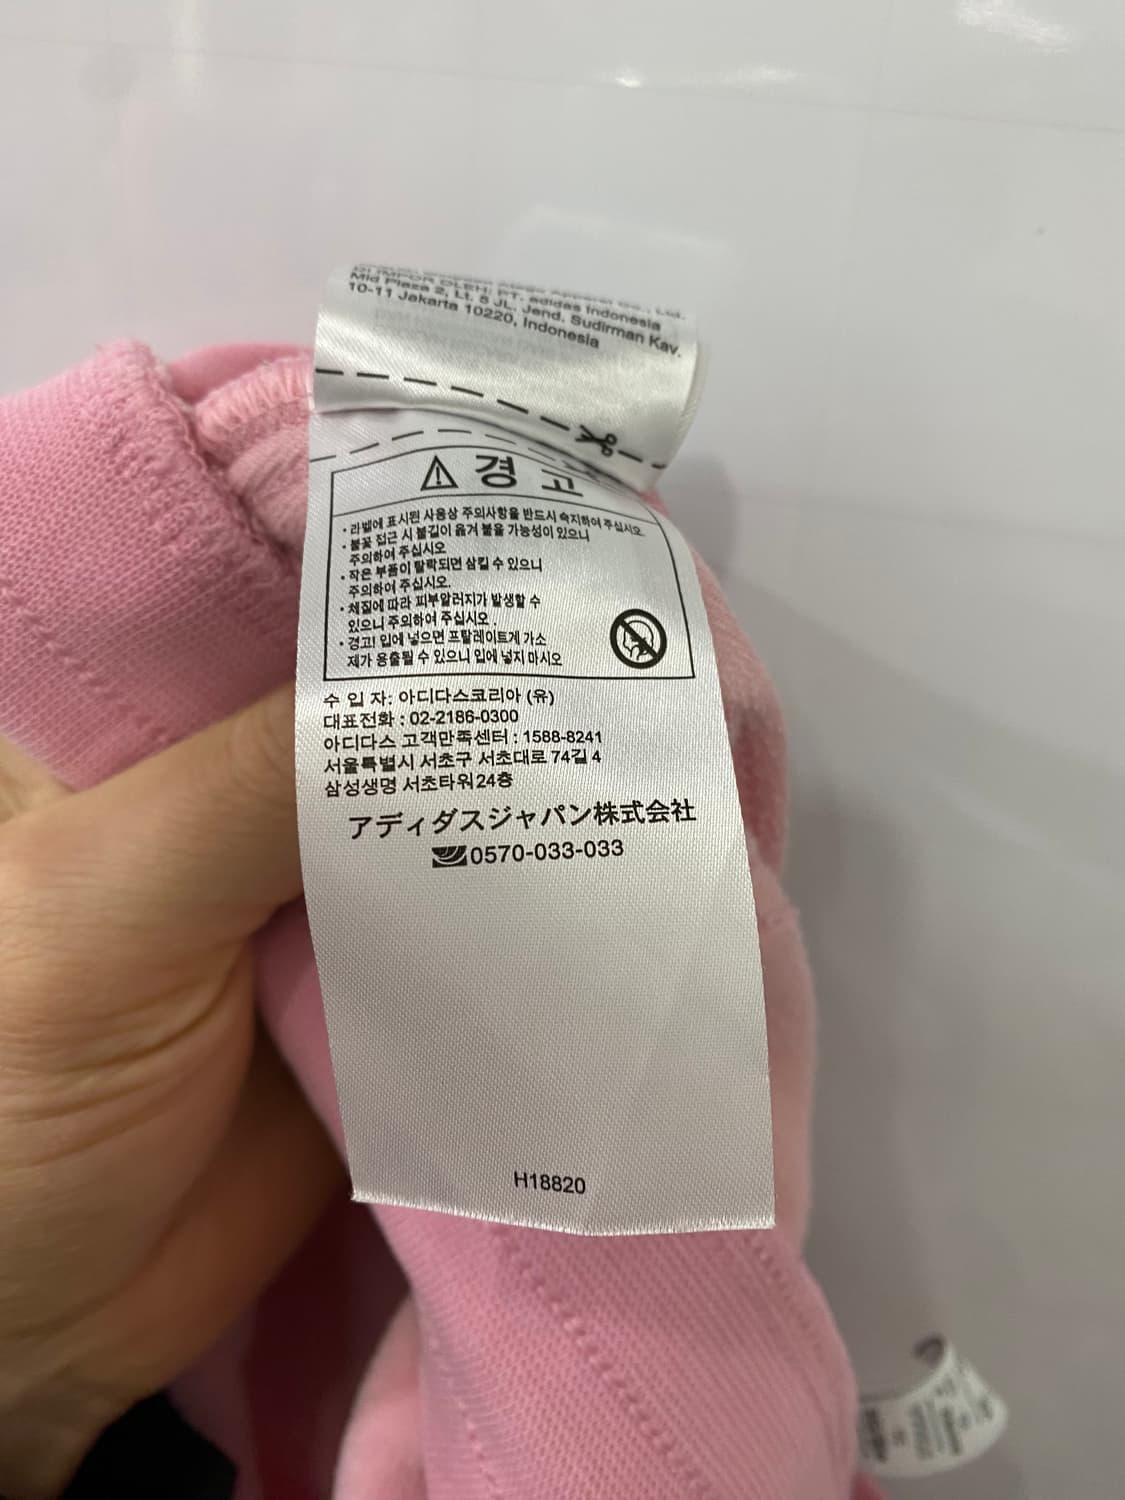 DI IMPOR OLEH: PT. adidas Indonesia
Mid Plaza 2, Lt. 5 JL. Jend. Sudirman Kav.
10-11 Jakarta 10220, Indonesia
경 고
· 라벨에 표시된 사용상 주의사항을 반드시 숙지하여 주십시오.
· 불꽃 접근 시 불길이 옮겨 붙을 가능성이 있으니
주의하여 주십시오
· 작은 부품이 탈락되면 삼킬 수 있으니
주의하여 주십시오.
· 체질에 따라 피부알러지가 발생할 수
있으니 주의하여 주십시오.
· 경고! 입에 넣으면 프탈레이트계 가소
제가 용출될 수 있으니 입에 넣지 마시오
수 입 자: 아디다스코리아 (유)
대표전화 : 02-2186-0300
아디다스 고객만족센터 : 1588-8241
서울특별시 서초구 서초대로 74길 4
삼성생명 서초타워 24층
アディダスジャパン株式会社
0570-033-033
H18820